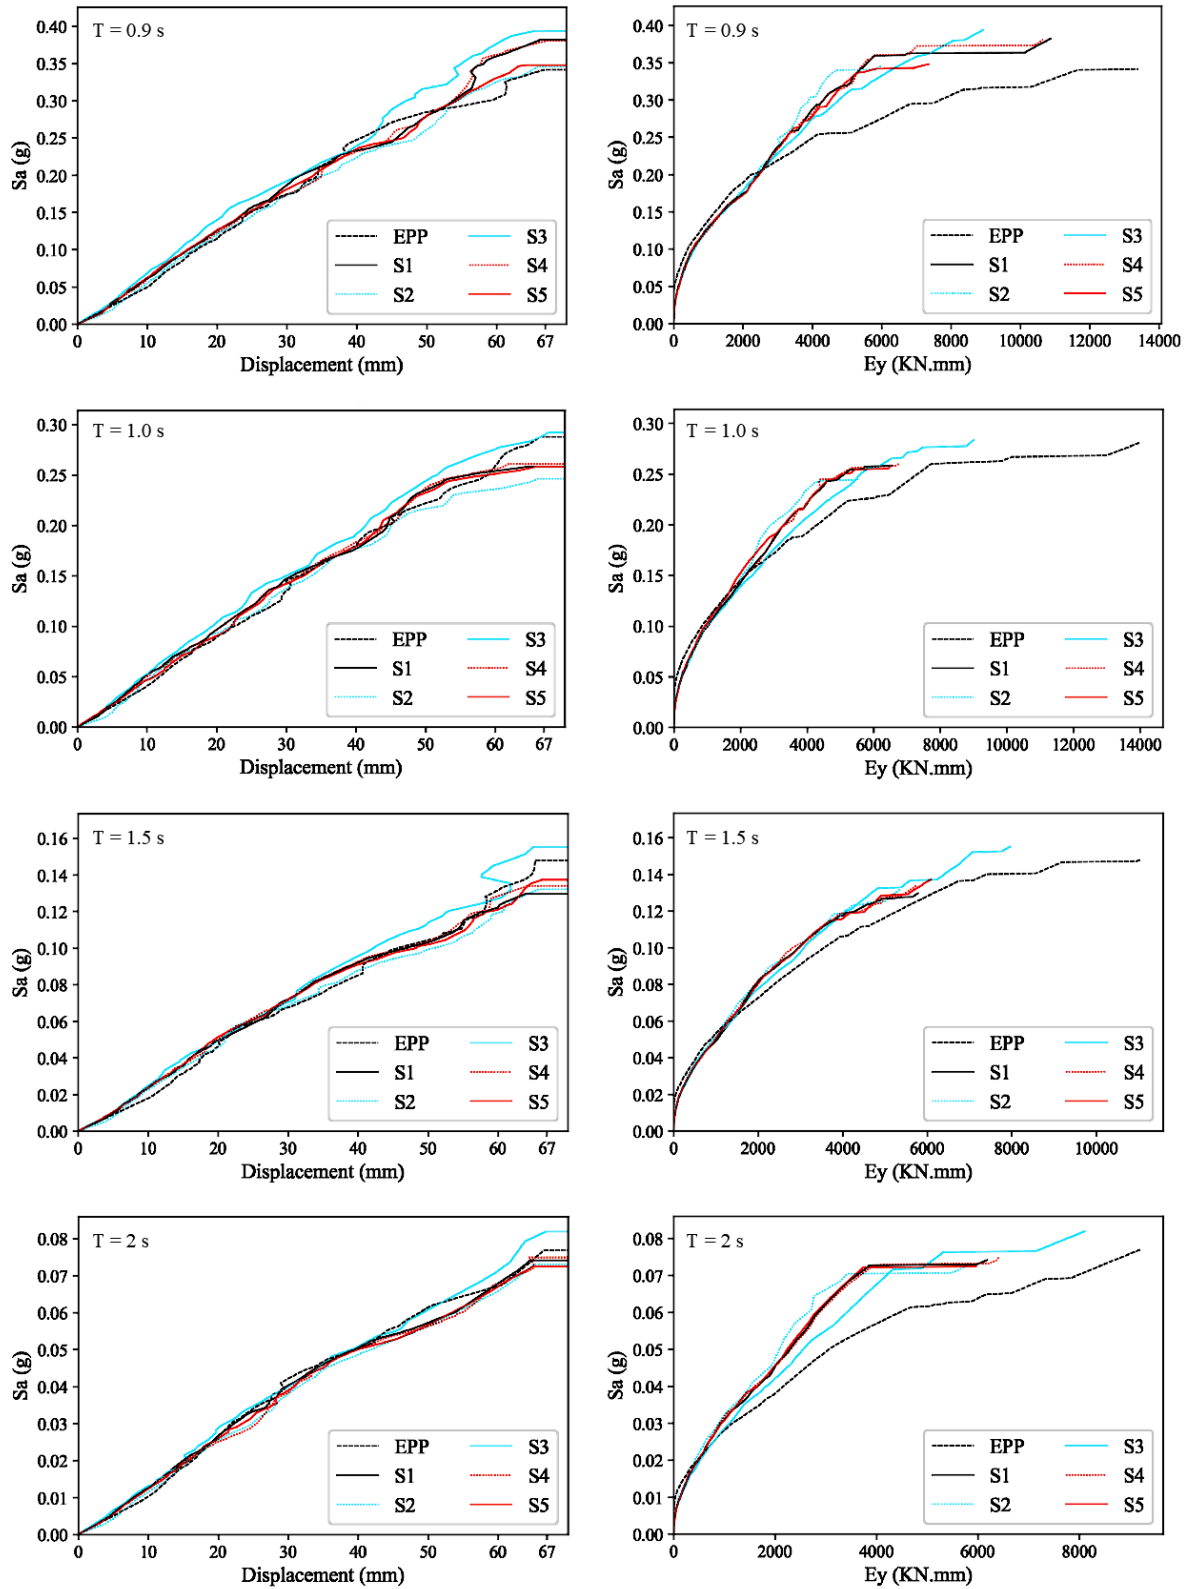 T = 0.9 s
Sa (g)
0.40
0.35
0.30
0.25
0.20
0.15
0.10
0.05
0.00
EPP S3
S1 S4
S2 S5
0 10 20 30 40 50 60 67
Displacement (mm)
T = 0.9 s
Sa (g)
0.40
0.35
0.30
0.25
0.20
0.15
0.10
0.05
0.00
EPP S3
S1 S4
S2 S5
0 2000 4000 6000 8000 10000 12000 14000
Ey (KN.mm)
T = 1.0 s
Sa (g)
0.30
0.25
0.20
0.15
0.10
0.05
0.00
EPP S3
S1 S4
S2 S5
0 10 20 30 40 50 60 67
Displacement (mm)
T = 1.0 s
Sa (g)
0.30
0.25
0.20
0.15
0.10
0.05
0.00
EPP S3
S1 S4
S2 S5
0 2000 4000 6000 8000 10000 12000 14000
Ey (KN.mm)
T = 1.5 s
Sa (g)
0.16
0.14
0.12
0.10
0.08
0.06
0.04
0.02
0.00
EPP S3
S1 S4
S2 S5
0 10 20 30 40 50 60 67
Displacement (mm)
T = 1.5 s
Sa (g)
0.16
0.14
0.12
0.10
0.08
0.06
0.04
0.02
0.00
EPP S3
S1 S4
S2 S5
0 2000 4000 6000 8000 10000
Ey (KN.mm)
T = 2 s
Sa (g)
0.08
0.07
0.06
0.05
0.04
0.03
0.02
0.01
0.00
EPP S3
S1 S4
S2 S5
0 10 20 30 40 50 60 67
Displacement (mm)
T = 2 s
Sa (g)
0.08
0.07
0.06
0.05
0.04
0.03
0.02
0.01
0.00
EPP S3
S1 S4
S2 S5
0 2000 4000 6000 8000
Ey (KN.mm)